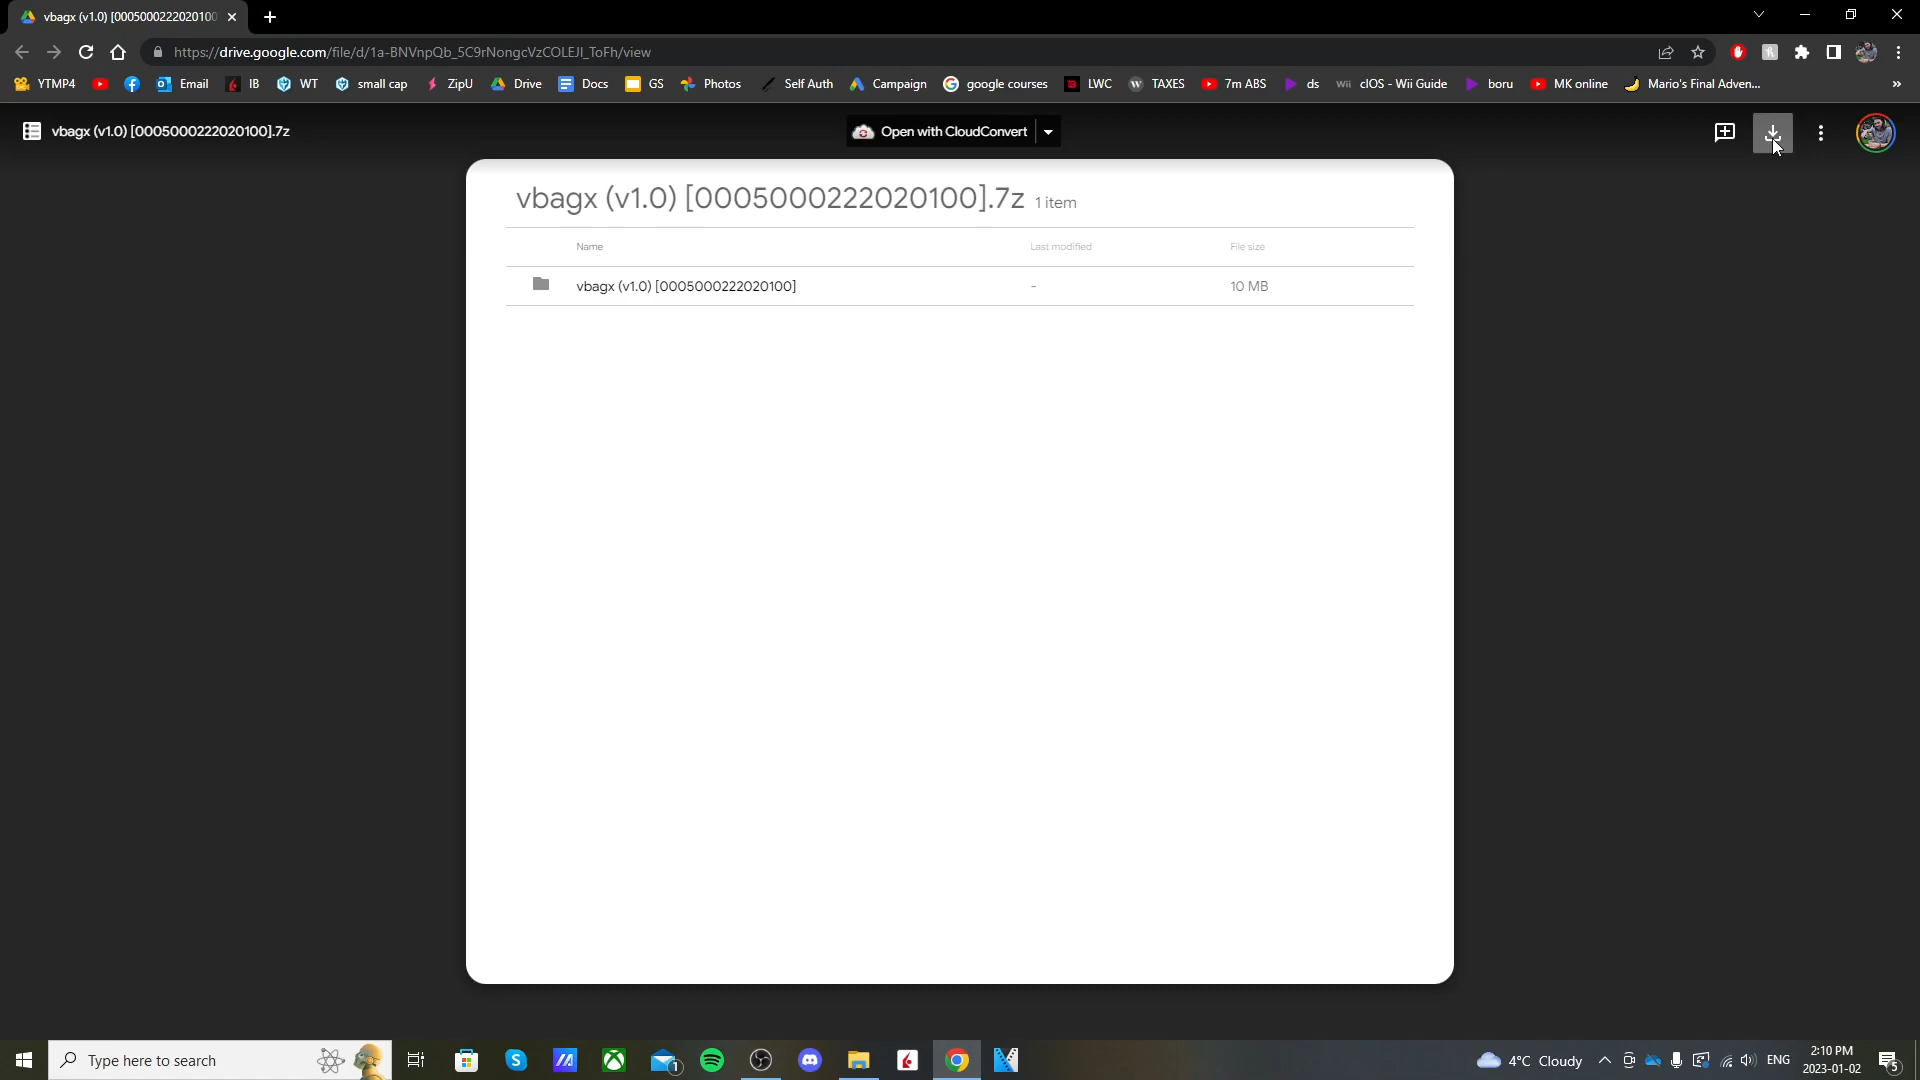 vbagx (v1.0) [0005000222020100
https://drive.google.com/file/d/1a-BNVnpQb_5C9rNongcVzCOLEJl_ToFh/view
YTMP4 Email IB WT small cap ZipU Drive Docs GS Photos Self Auth Campaign google courses LWC TAXES 7m ABS ds Wii cIOS - Wii Guide boru MK online Mario's Final Adven... »
vbagx (v1.0) [0005000222020100].7z
Open with CloudConvert
vbagx (v1.0) [0005000222020100].7z 1 item
Name Last modified File size
vbagx (v1.0) [0005000222020100] - 10 MB
Type here to search
1
4°C Cloudy
ENG
2:10 PM
2023-01-02
5